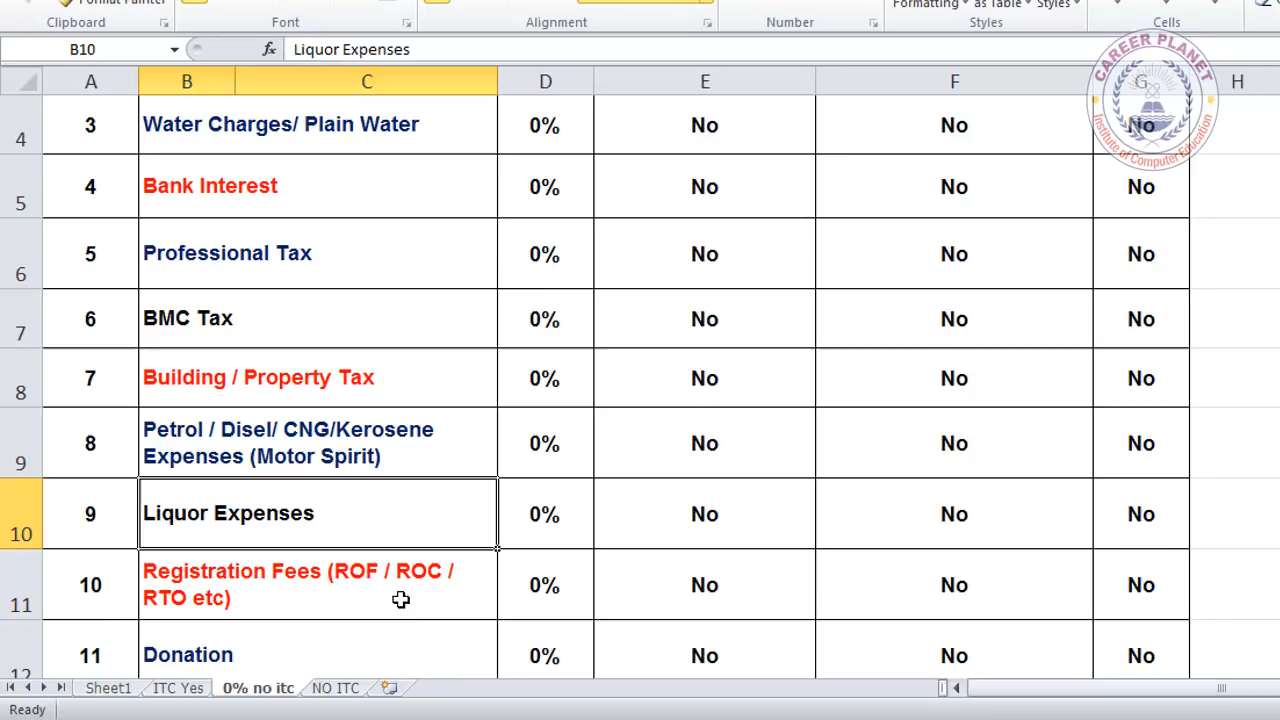 Format Painter
Formatting as Table Styles
Clipboard Font Alignment Number Styles Cells
B10 fx Liquor Expenses
A B C D E F G H
4 3 Water Charges/ Plain Water 0% No No No
5 4 Bank Interest 0% No No No
6 5 Professional Tax 0% No No No
7 6 BMC Tax 0% No No No
8 7 Building / Property Tax 0% No No No
9 8 Petrol / Disel/ CNG/Kerosene
Expenses (Motor Spirit) 0% No No No
10 9 Liquor Expenses 0% No No No
11 10 Registration Fees (ROF / ROC /
RTO etc) 0% No No No
12 11 Donation 0% No No No
Sheet1 ITC Yes 0% no itc NO ITC
Ready
CAREER PLANET
Institute of Computer Education